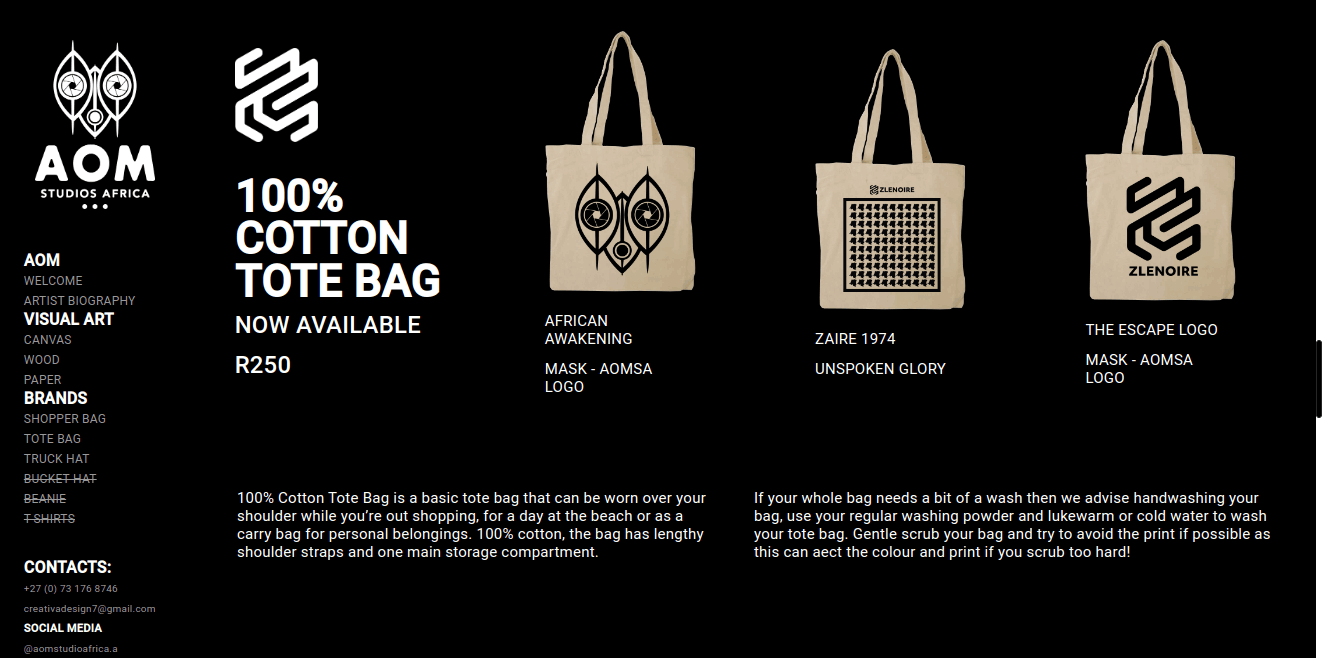 AOM
STUDIOS AFRICA
AOM
WELCOME
ARTIST BIOGRAPHY
VISUAL ART
CANVAS
WOOD
PAPER
BRANDS
SHOPPER BAG
TOTE BAG
TRUCK HAT
BUCKET HAT
BEANIE
T-SHIRTS
CONTACTS:
+27 (0) 73 176 8746
creativadesign7@gmail.com
SOCIAL MEDIA
@aomstudioafrica.a
100%
COTTON
TOTE BAG
NOW AVAILABLE
R250
AFRICAN
AWAKENING
MASK - AOMSA
LOGO
ZLENOIRE
ZAIRE 1974
UNSPOKEN GLORY
ZLENOIRE
THE ESCAPE LOGO
MASK - AOMSA
LOGO
100% Cotton Tote Bag is a basic tote bag that can be worn over your
shoulder while you’re out shopping, for a day at the beach or as a
carry bag for personal belongings. 100% cotton, the bag has lengthy
shoulder straps and one main storage compartment.
If your whole bag needs a bit of a wash then we advise handwashing your
bag, use your regular washing powder and lukewarm or cold water to wash
your tote bag. Gentle scrub your bag and try to avoid the print if possible as
this can aect the colour and print if you scrub too hard!